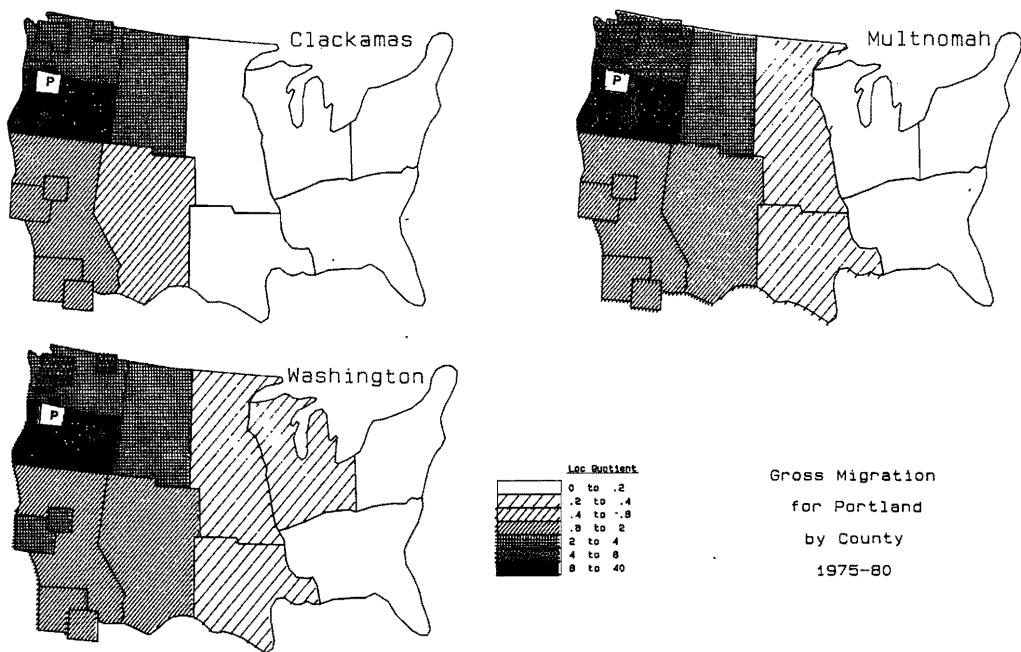 Clackamas
P
Multnomah
P
Washington
P
Loc Quotient
0 to .2
.2 to .4
.4 to .8
.8 to 2
2 to 4
4 to 8
8 to 40
Gross Migration
for Portland
by County
1975-80